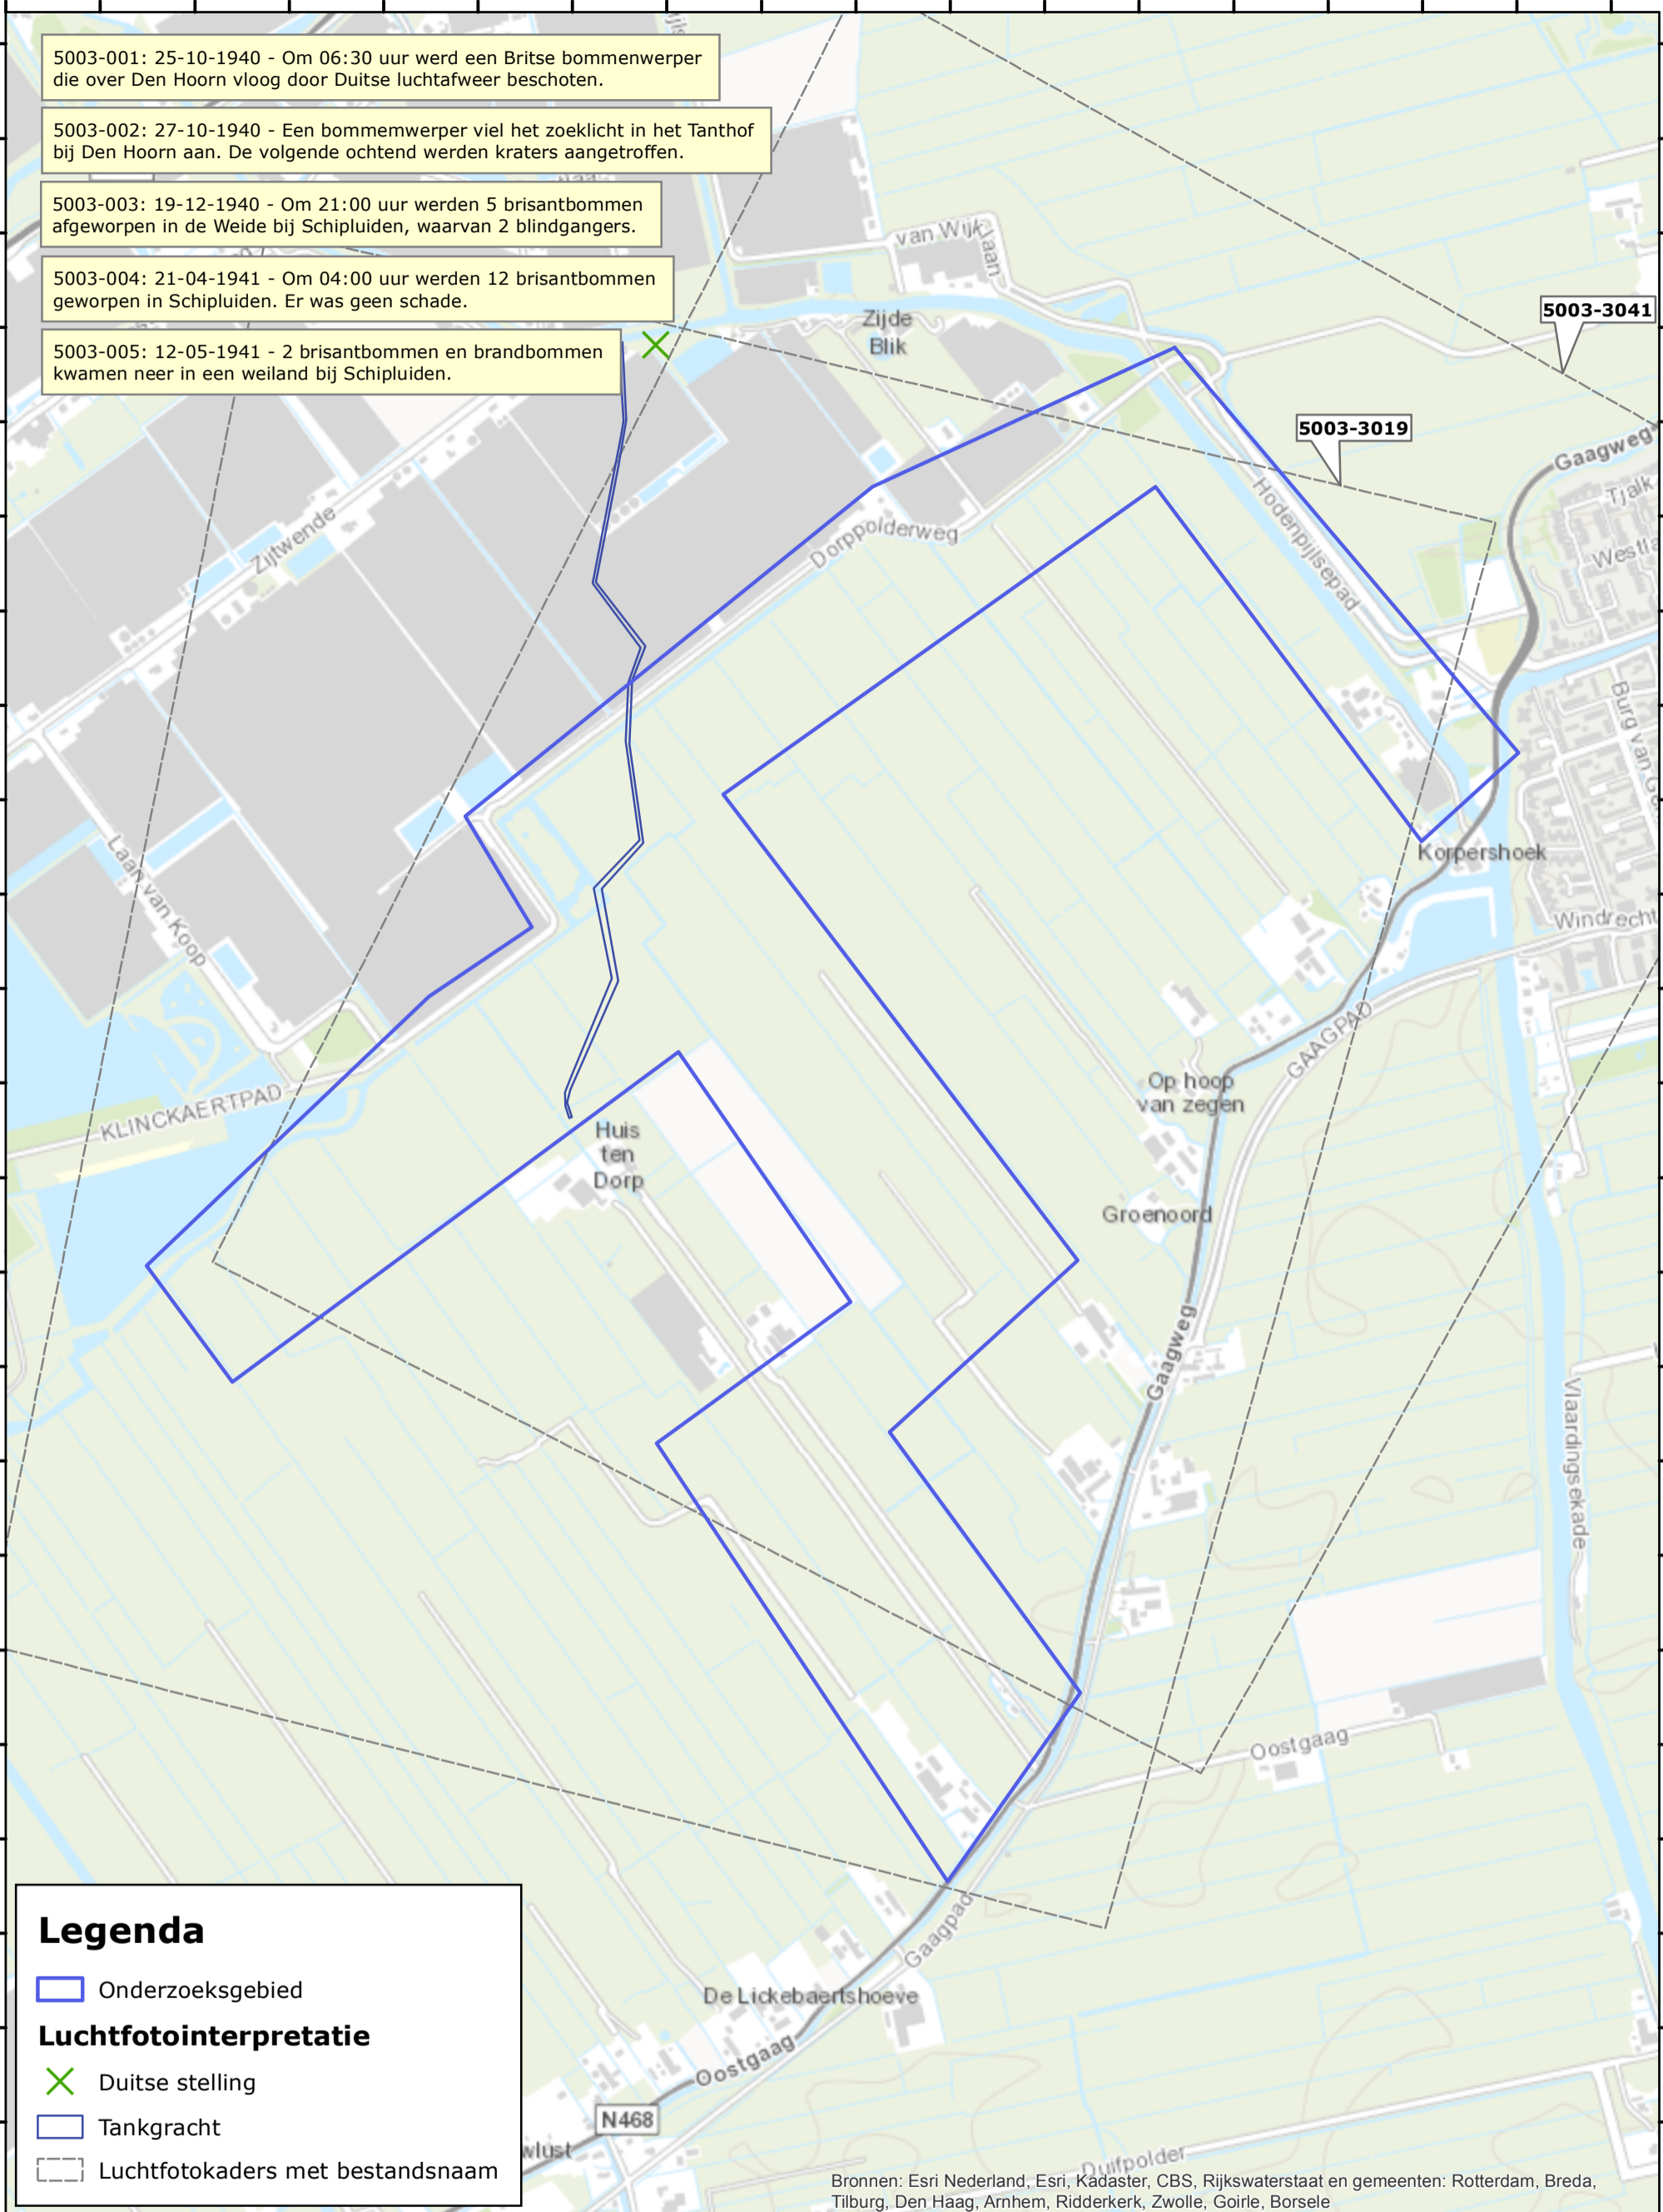 5003-001: 25-10-1940 - Om 06:30 uur werd een Britse bommenwerper
die over Den Hoorn vloog door Duitse luchtafweer beschoten.
5003-002: 27-10-1940 - Een bommemwerper viel het zoeklicht in het Tanthof
bij Den Hoorn aan. De volgende ochtend werden kraters aangetroffen.
5003-003: 19-12-1940 - Om 21:00 uur werden 5 brisantbommen
afgeworpen in de Weide bij Schipluiden, waarvan 2 blindgangers.
5003-004: 21-04-1941 - Om 04:00 uur werden 12 brisantbommen
geworpen in Schipluiden. Er was geen schade.
5003-005: 12-05-1941 - 2 brisantbommen en brandbommen
kwamen neer in een weiland bij Schipluiden.
van Wijklaan
Zijde
Blik
5003-3041
5003-3019
Gaagweg
Tjalk
Zijtwende
Dorppolderweg
Hodenpijlsepad
Burg van
Laan van Koop
Korpershoek
Windrecht
GAAGPAD
KLINCKAERTPAD
Op hoop
van zegen
Huis
ten
Dorp
Groenoord
Gaagweg
Vlaardingsekade
Oostgaag
Gaagpad
De Lickebaertshoeve
Oostgaag
N468
wlust
Duifpolder
Legenda
Onderzoeksgebied
Luchtfotointerpretatie
Duitse stelling
Tankgracht
Luchtfotokaders met bestandsnaam
Bronnen: Esri Nederland, Esri, Kadaster, CBS, Rijkswaterstaat en gemeenten: Rotterdam, Breda,
Tilburg, Den Haag, Arnhem, Ridderkerk, Zwolle, Goirle, Borsele